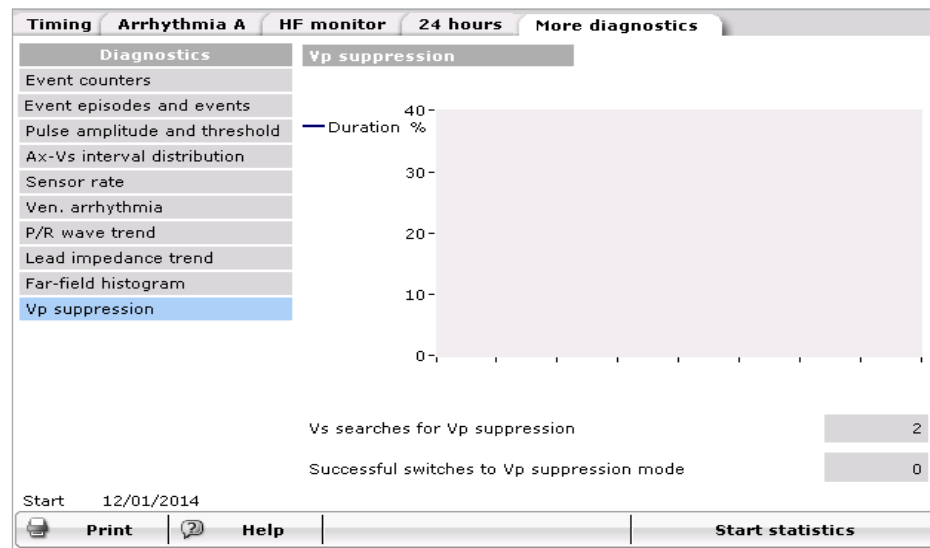 Timing Arrhythmia A HF monitor 24 hours More diagnostics
Diagnostics
Event counters
Event episodes and events
Pulse amplitude and threshold
Ax-Vs interval distribution
Sensor rate
Ven. arrhythmia
P/R wave trend
Lead impedance trend
Far-field histogram
Vp suppression
Vp suppression
40
Duration %
30
20
10
0
Vs searches for Vp suppression 2
Successful switches to Vp suppression mode 0
Start 12/01/2014
Print Help Start statistics